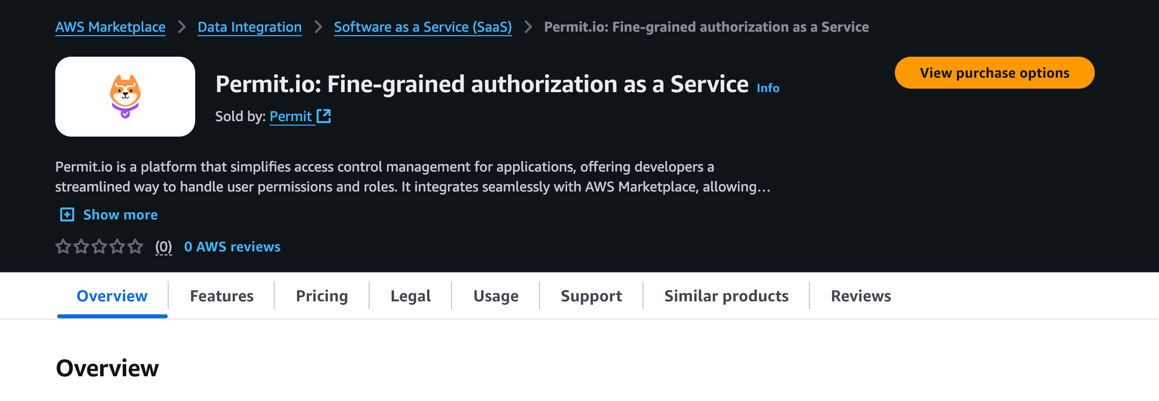 AWS Marketplace > Data Integration > Software as a Service (SaaS) > Permit.io: Fine-grained authorization as a Service
Permit.io: Fine-grained authorization as a Service Info
View purchase options
Sold by: Permit
Permit.io is a platform that simplifies access control management for applications, offering developers a
streamlined way to handle user permissions and roles. It integrates seamlessly with AWS Marketplace, allowing…
Show more
(0) 0 AWS reviews
Overview Features Pricing Legal Usage Support Similar products Reviews
Overview